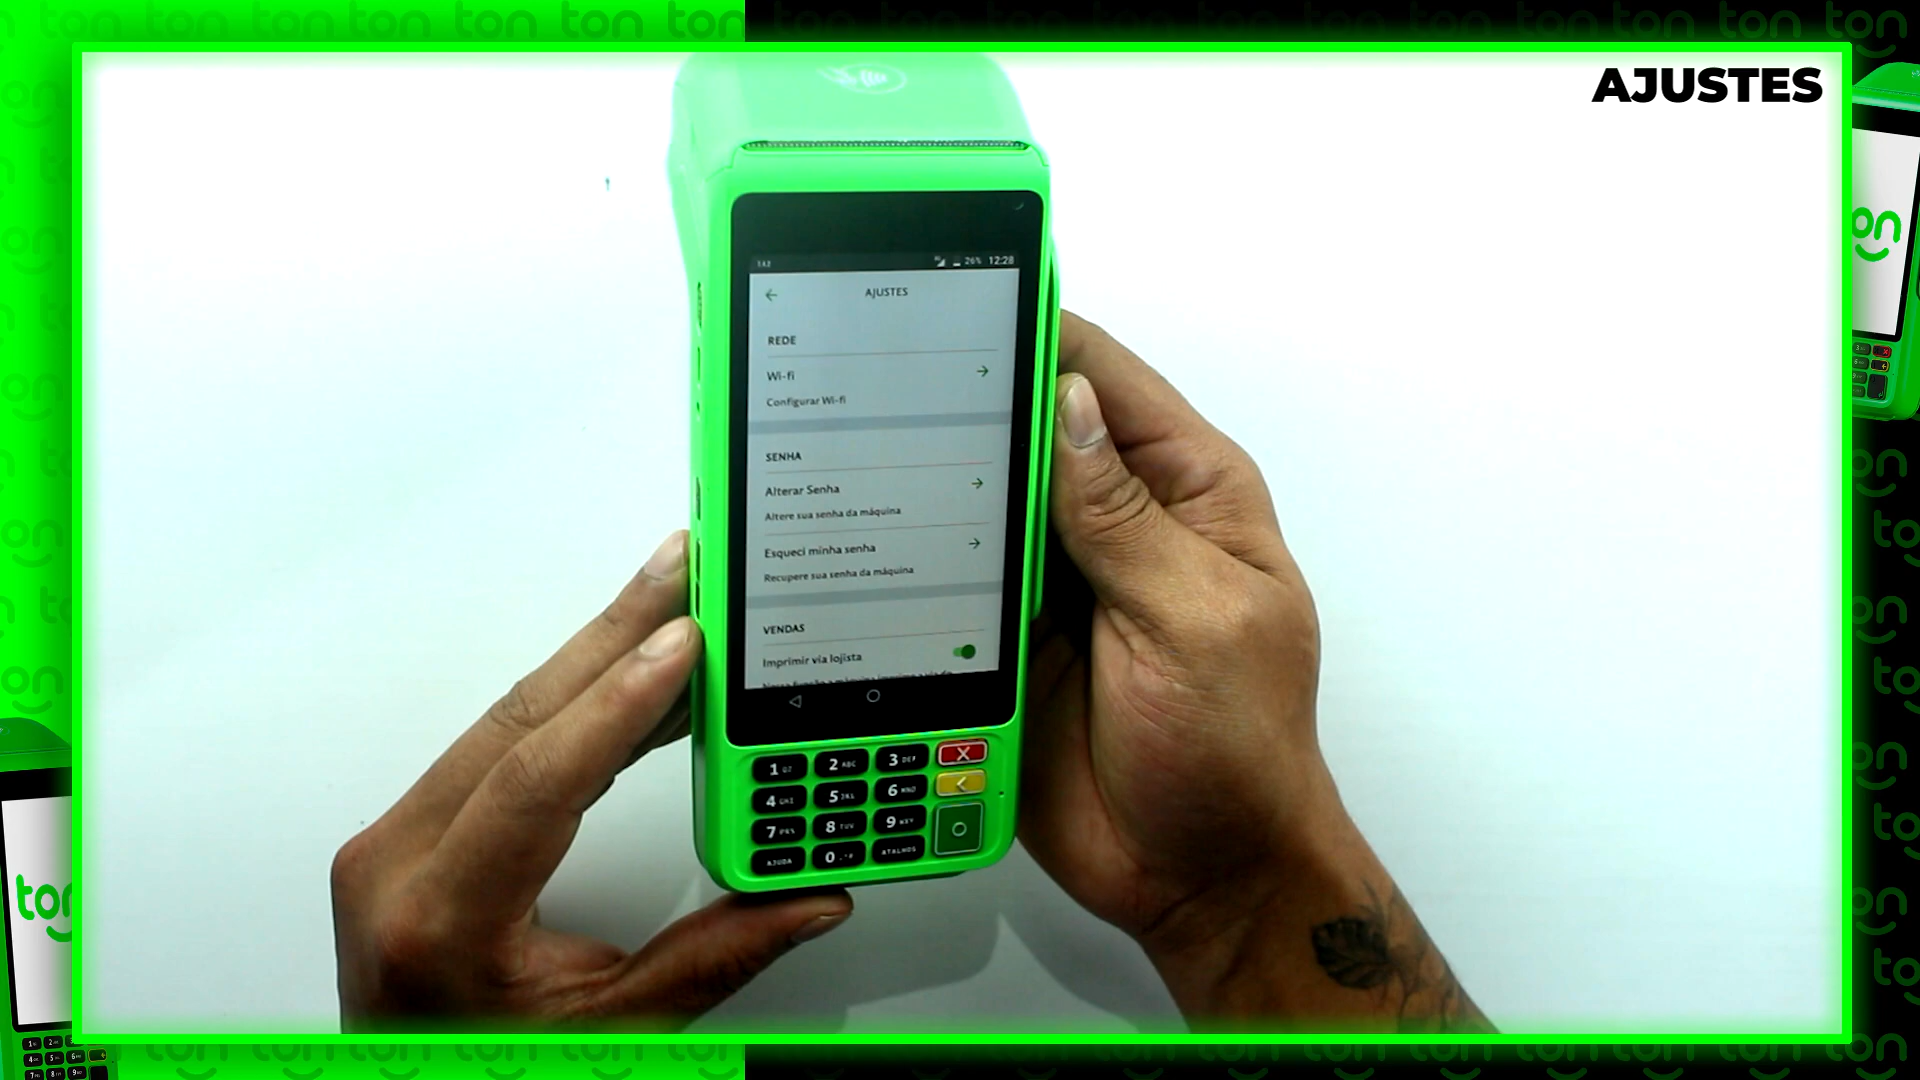 AJUSTES
26% 12:28
AJUSTES
REDE
Wi-fi
Configurar Wi-fi
SENHA
Alterar Senha
Altere sua senha da máquina
Esqueci minha senha
Recupere sua senha da máquina
VENDAS
Imprimir via lojista
1 QZ 2 ABC 3 DEF
4 GHI 5 JKL 6 MNO
7 PRS 8 TUV 9 WXY
AJUDA 0 ATALHOS
ton
ton